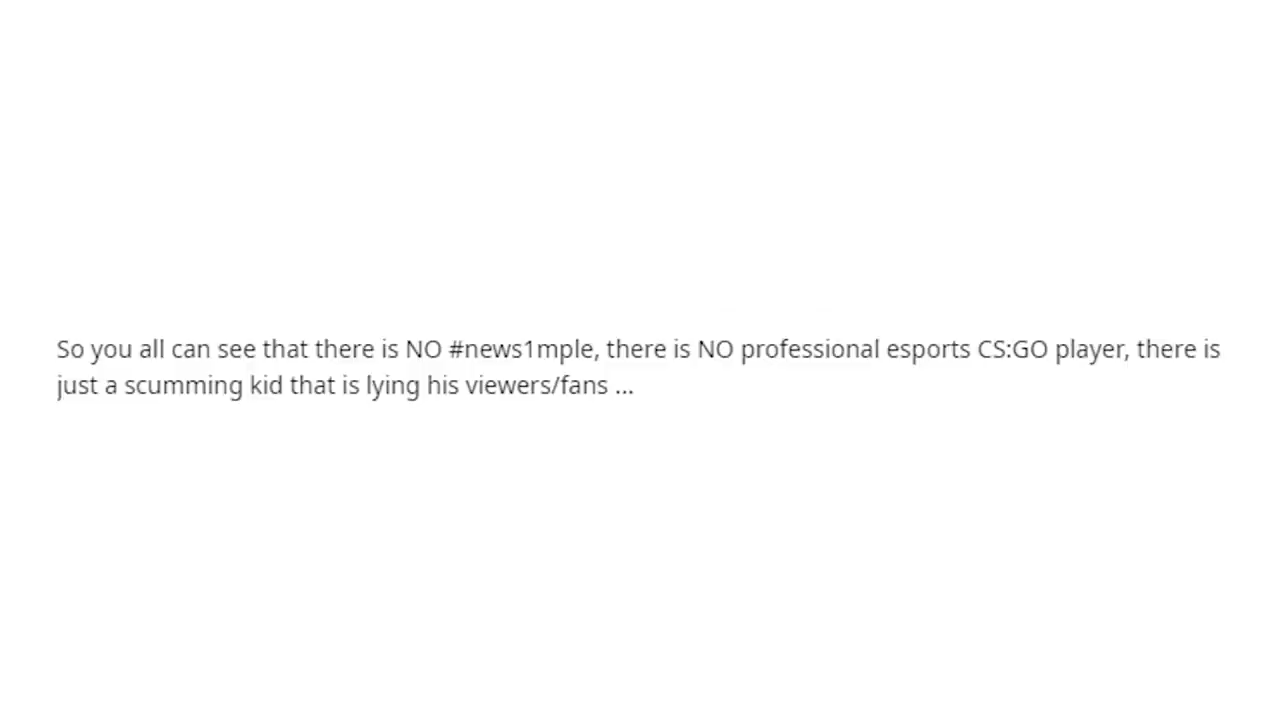 So you all can see that there is NO #news1mple, there is NO professional esports CS:GO player, there is
just a scumming kid that is lying his viewers/fans ...